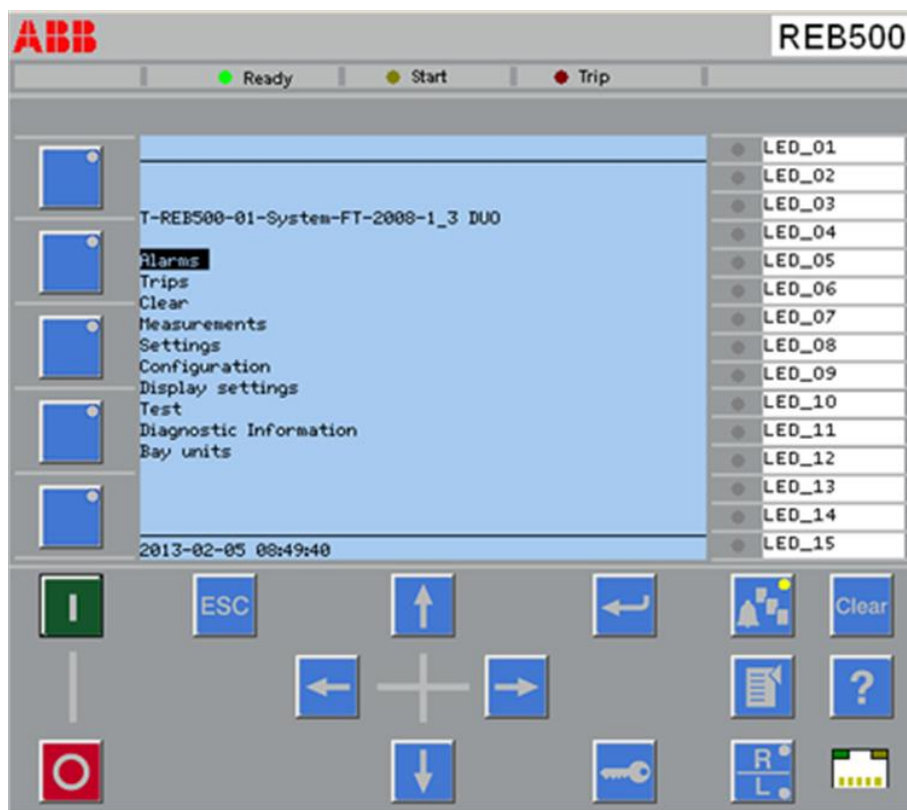 ABB
REB500
Ready
Start
Trip
T-REB500-01-System-FT-2008-1_3 DUO
Alarms
Trips
Clear
Measurements
Settings
Configuration
Display settings
Test
Diagnostic Information
Bay units
2013-02-05 08:49:40
LED_01
LED_02
LED_03
LED_04
LED_05
LED_06
LED_07
LED_08
LED_09
LED_10
LED_11
LED_12
LED_13
LED_14
LED_15
I
ESC
Clear
?
O
R
L